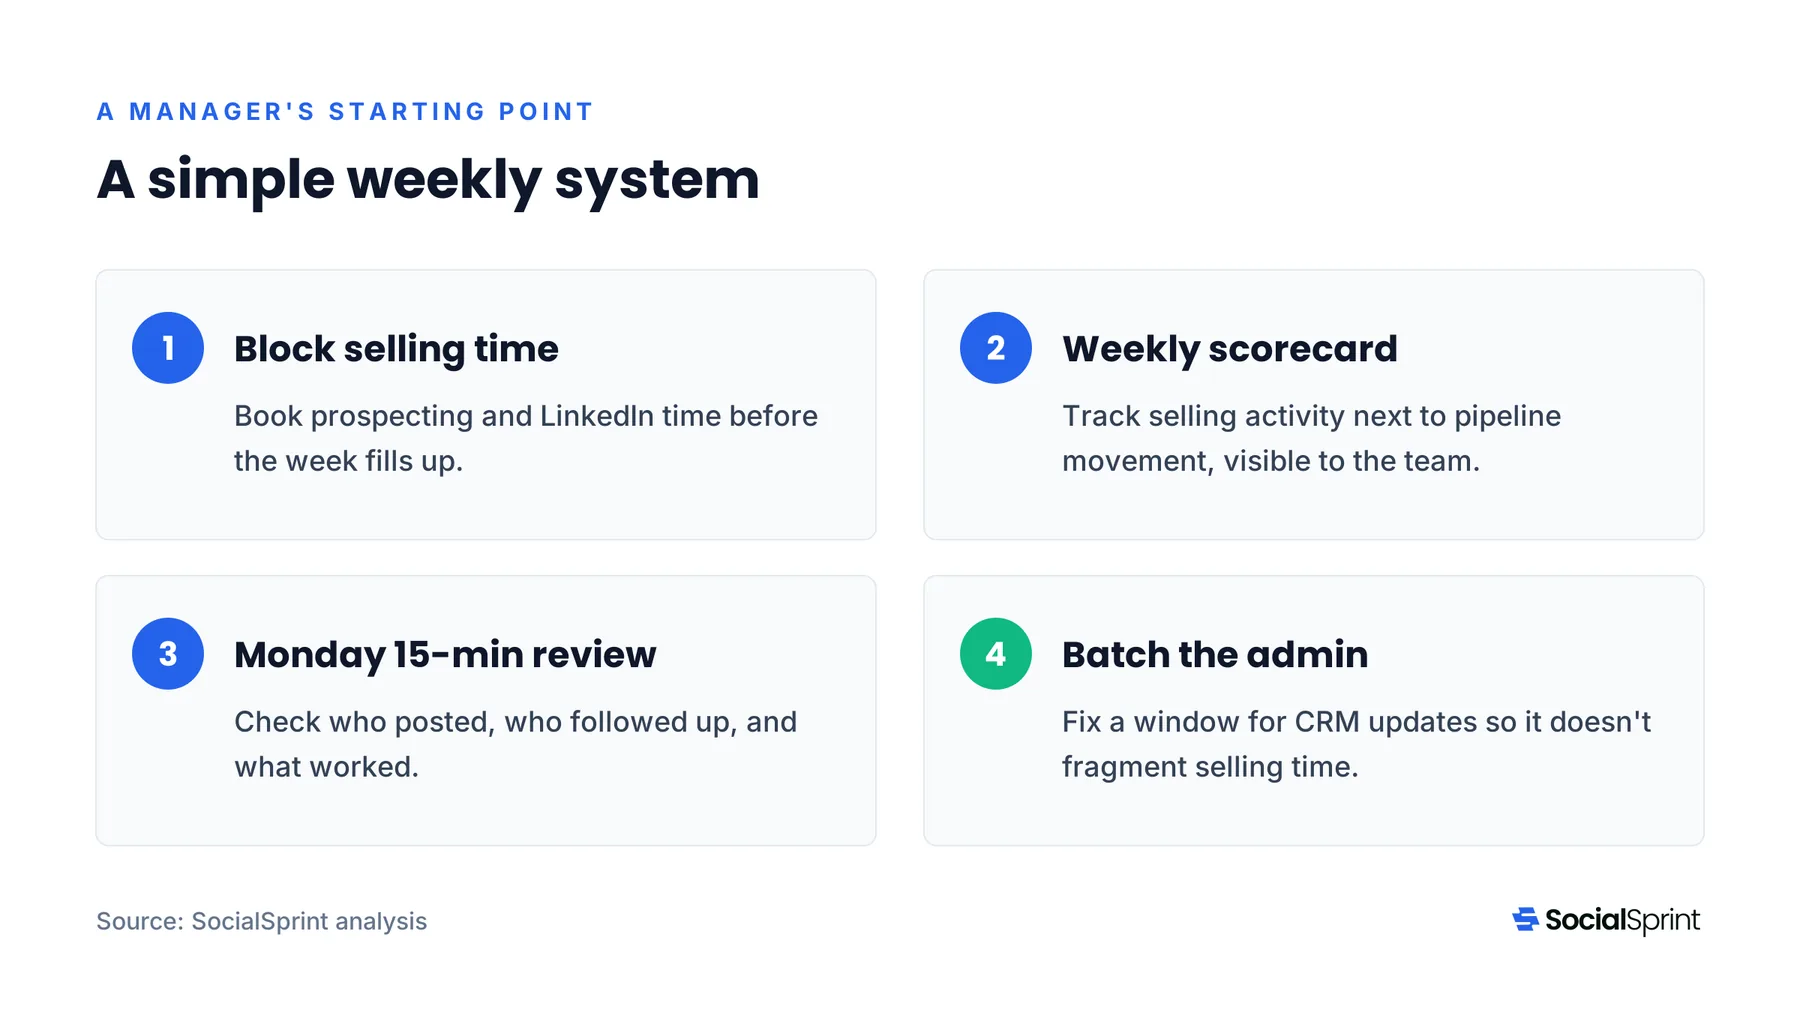 A MANAGER'S STARTING POINT
A simple weekly system
1
Block selling time
Book prospecting and LinkedIn time before
the week fills up.
2
Weekly scorecard
Track selling activity next to pipeline
movement, visible to the team.
3
Monday 15-min review
Check who posted, who followed up, and
what worked.
4
Batch the admin
Fix a window for CRM updates so it doesn't
fragment selling time.
Source: SocialSprint analysis
SocialSprint